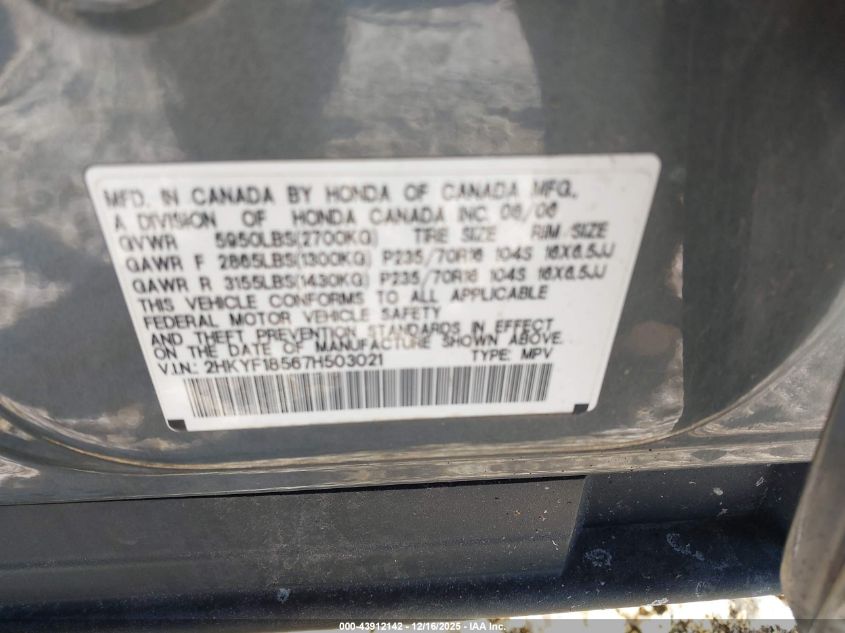 MFD. IN CANADA BY HONDA OF CANADA MFG.,
A DIVISION OF HONDA CANADA INC. 06/06
GVWR 5950LBS(2700KG) TIRE SIZE RIM SIZE
GAWR F 2865LBS(1300KG) P235/70R16 104S 16X6.5JJ
GAWR R 3155LBS(1430KG) P235/70R16 104S 16X6.5JJ
THIS VEHICLE CONFORMS TO ALL APPLICABLE
FEDERAL MOTOR VEHICLE SAFETY
AND THEFT PREVENTION STANDARDS IN EFFECT
ON THE DATE OF MANUFACTURE SHOWN ABOVE.
V.I.N.: 2HKYF18567H503021 TYPE: MPV
000-43912142 - 12/16/2025 - IAA Inc.